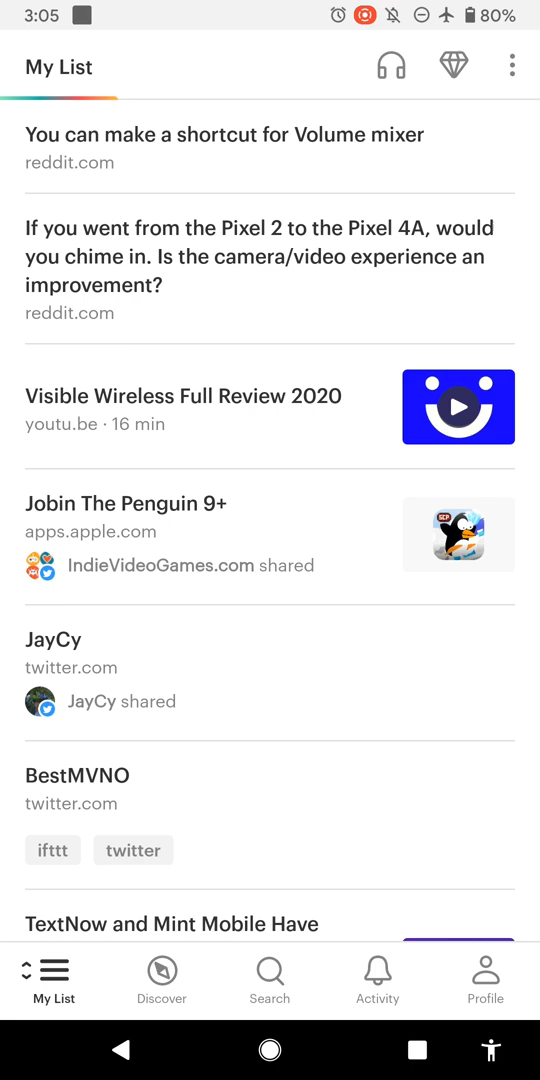 3:05
80%
My List
You can make a shortcut for Volume mixer
reddit.com
If you went from the Pixel 2 to the Pixel 4A, would
you chime in. Is the camera/video experience an
improvement?
reddit.com
Visible Wireless Full Review 2020
youtu.be · 16 min
Jobin The Penguin 9+
apps.apple.com
IndieVideoGames.com shared
JayCy
twitter.com
JayCy shared
BestMVNO
twitter.com
ifttt twitter
TextNow and Mint Mobile Have
My List Discover Search Activity Profile